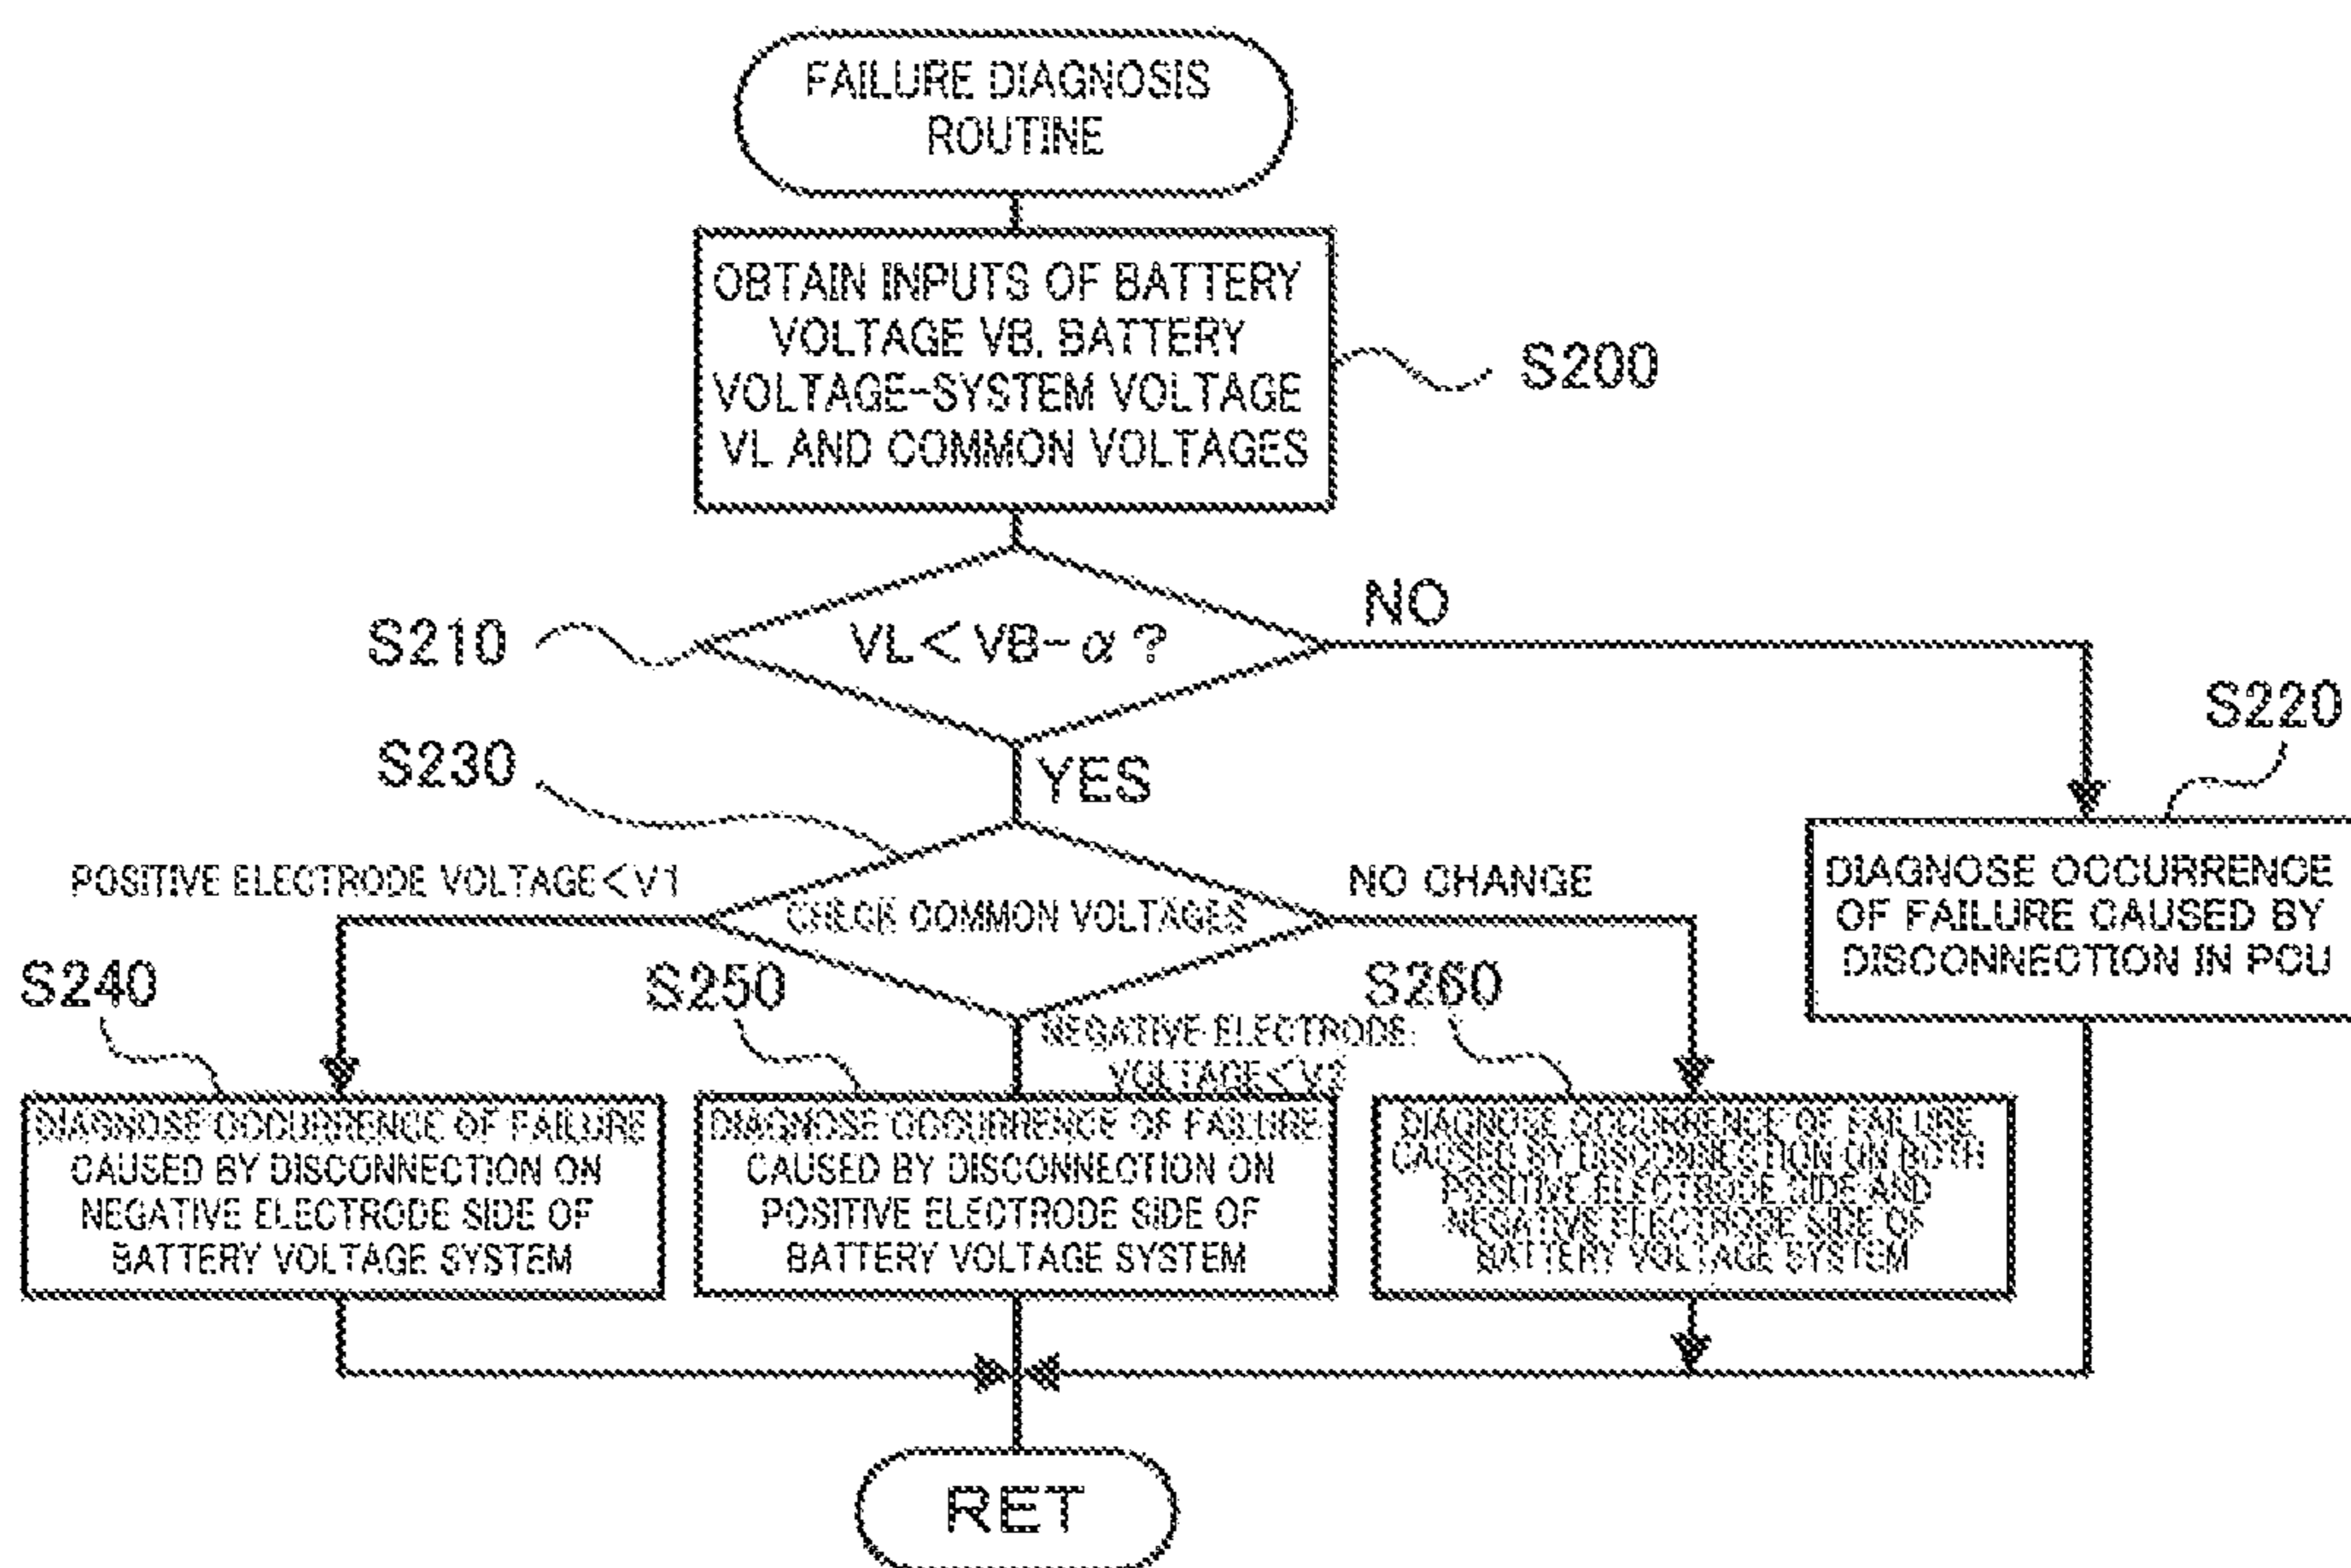 FAILURE DIAGNOSIS
ROUTINE
OBTAIN INPUTS OF BATTERY
VOLTAGE VB, BATTERY
VOLTAGE-SYSTEM VOLTAGE
VL AND COMMON VOLTAGES
S200
S210
VL < VB-α ?
NO
S220
DIAGNOSE OCCURRENCE
OF FAILURE CAUSED BY
DISCONNECTION IN PCU
S230
YES
CHECK COMMON VOLTAGES
POSITIVE ELECTRODE VOLTAGE<V1
NO CHANGE
NEGATIVE ELECTRODE
VOLTAGE<V2
S240
DIAGNOSE OCCURRENCE OF FAILURE
CAUSED BY DISCONNECTION ON
NEGATIVE ELECTRODE SIDE OF
BATTERY VOLTAGE SYSTEM
S250
DIAGNOSE OCCURRENCE OF FAILURE
CAUSED BY DISCONNECTION ON
POSITIVE ELECTRODE SIDE OF
BATTERY VOLTAGE SYSTEM
S260
DIAGNOSE OCCURRENCE OF FAILURE
CAUSED BY DISCONNECTION ON BOTH
POSITIVE ELECTRODE SIDE AND
NEGATIVE ELECTRODE SIDE OF
BATTERY VOLTAGE SYSTEM
RET